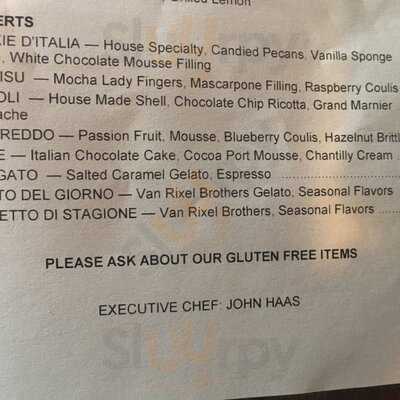 Grilled Lemon
ERTS
IE D'ITALIA — House Specialty, Candied Pecans, Vanilla Sponge
, White Chocolate Mousse Filling
ISU — Mocha Lady Fingers, Mascarpone Filling, Raspberry Coulis
OLI — House Made Shell, Chocolate Chip Ricotta, Grand Marnier
ache
REDDO — Passion Fruit, Mousse, Blueberry Coulis, Hazelnut Brittl
E — Italian Chocolate Cake, Cocoa Port Mousse, Chantilly Cream
GATO — Salted Caramel Gelato, Espresso
TO DEL GIORNO — Van Rixel Brothers Gelato, Seasonal Flavors
ETTO DI STAGIONE — Van Rixel Brothers, Seasonal Flavors
PLEASE ASK ABOUT OUR GLUTEN FREE ITEMS
EXECUTIVE CHEF: JOHN HAAS
Sluurpy